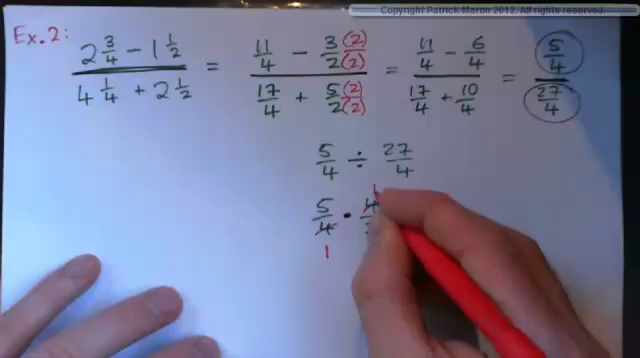 Copyright Patrick Maron 2012. All rights reserved.
Ex. 2:
(2 3/4 - 1 1/2) / (4 1/4 + 2 1/2) = (11/4 - 3(2)/2(2)) / (17/4 + 5(2)/2(2)) = (11/4 - 6/4) / (17/4 + 10/4) = (5/4) / (27/4)
5/4 ÷ 27/4
5/4 · 4/
1 1